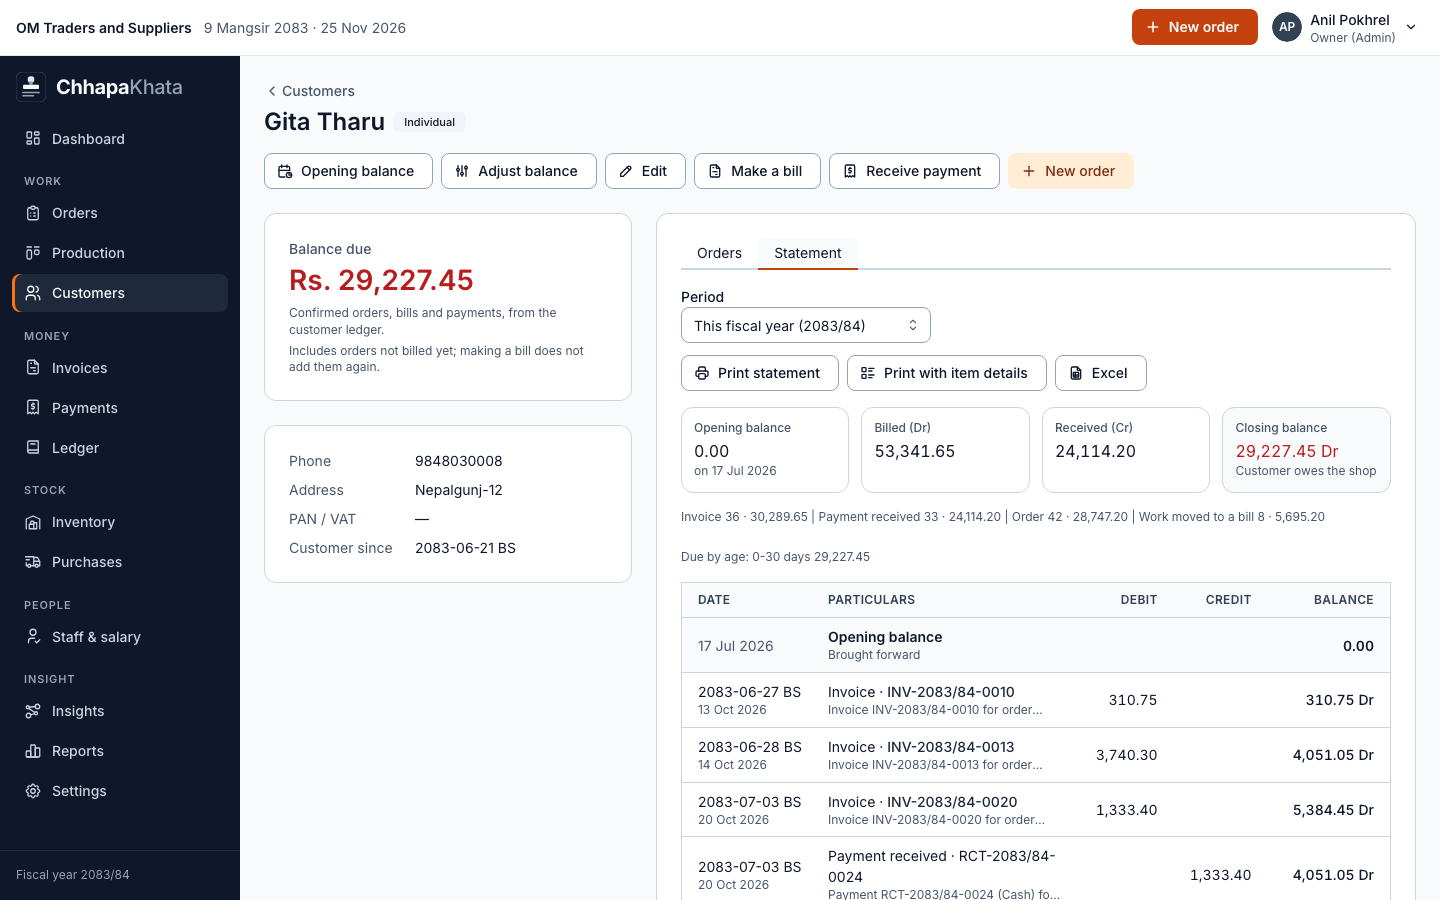 OM Traders and Suppliers 9 Mangsir 2083 · 25 Nov 2026
New order
AP
Anil Pokhrel
Owner (Admin)
ChhapaKhata
Dashboard
WORK
Orders
Production
Customers
MONEY
Invoices
Payments
Ledger
STOCK
Inventory
Purchases
PEOPLE
Staff & salary
INSIGHT
Insights
Reports
Settings
Fiscal year 2083/84
Customers
Gita Tharu Individual
Opening balance Adjust balance Edit Make a bill Receive payment New order
Balance due
Rs. 29,227.45
Confirmed orders, bills and payments, from the
customer ledger.
Includes orders not billed yet; making a bill does not
add them again.
Phone 9848030008
Address Nepalgunj-12
PAN / VAT —
Customer since 2083-06-21 BS
Orders Statement
Period
This fiscal year (2083/84)
Print statement Print with item details Excel
Opening balance
0.00
on 17 Jul 2026
Billed (Dr)
53,341.65
Received (Cr)
24,114.20
Closing balance
29,227.45 Dr
Customer owes the shop
Invoice 36 · 30,289.65 | Payment received 33 · 24,114.20 | Order 42 · 28,747.20 | Work moved to a bill 8 · 5,695.20
Due by age: 0-30 days 29,227.45
DATE PARTICULARS DEBIT CREDIT BALANCE
17 Jul 2026 Opening balance 0.00
Brought forward
2083-06-27 BS Invoice · INV-2083/84-0010 310.75 310.75 Dr
13 Oct 2026 Invoice INV-2083/84-0010 for order...
2083-06-28 BS Invoice · INV-2083/84-0013 3,740.30 4,051.05 Dr
14 Oct 2026 Invoice INV-2083/84-0013 for order...
2083-07-03 BS Invoice · INV-2083/84-0020 1,333.40 5,384.45 Dr
20 Oct 2026 Invoice INV-2083/84-0020 for order...
2083-07-03 BS Payment received · RCT-2083/84-
0024 1,333.40 4,051.05 Dr
20 Oct 2026 Payment RCT-2083/84-0024 (Cash) fo...